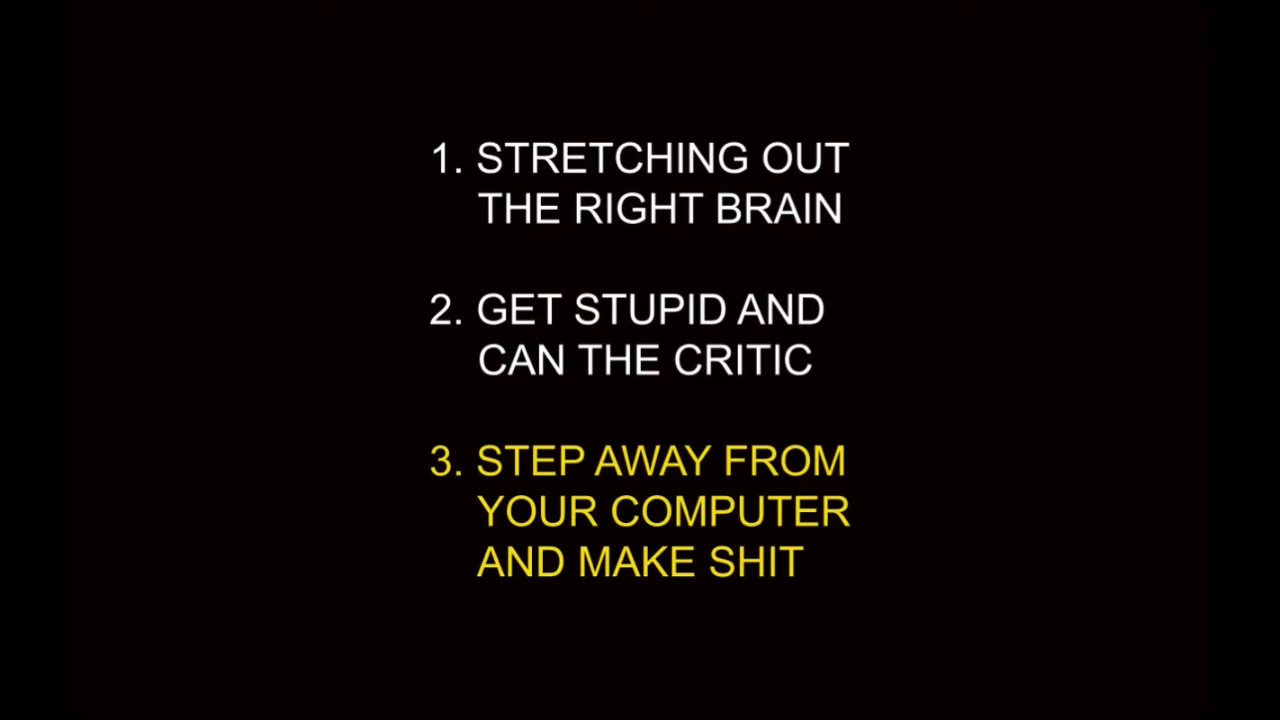 1. STRETCHING OUT
THE RIGHT BRAIN
2. GET STUPID AND
CAN THE CRITIC
3. STEP AWAY FROM
YOUR COMPUTER
AND MAKE SHIT